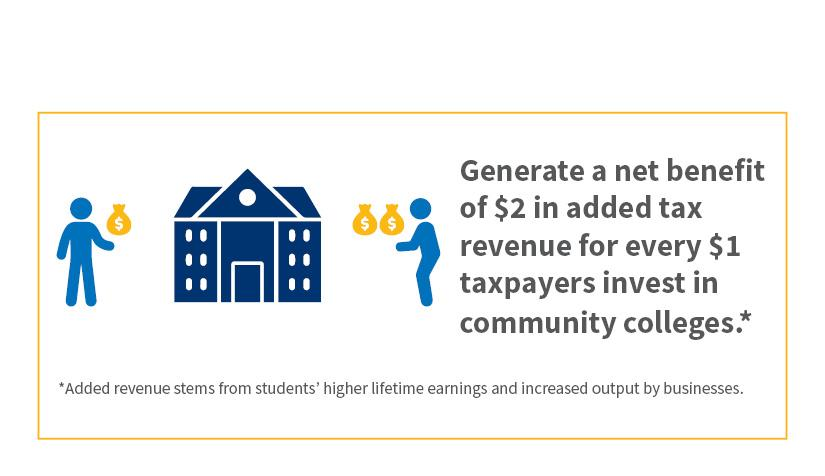 Generate a net benefit
of $2 in added tax
revenue for every $1
taxpayers invest in
community colleges.*
$
$ $
*Added revenue stems from students’ higher lifetime earnings and increased output by businesses.